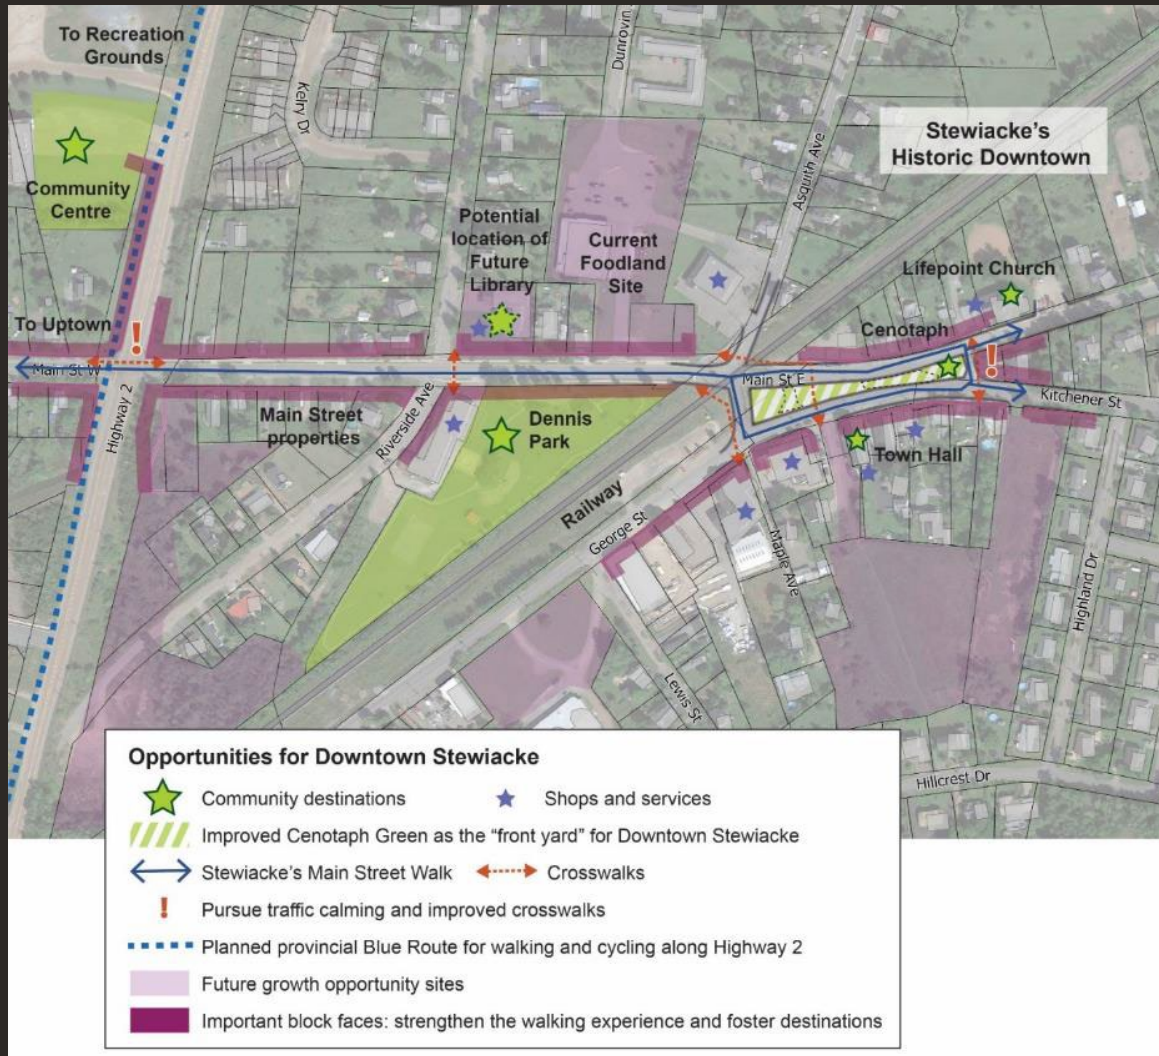 To Recreation
Grounds
Kelry Dr
Dunrovin
Asquith Ave
Stewiacke's
Historic Downtown
Community
Centre
Potential
location of
Future
Library
Current
Foodland
Site
Lifepoint Church
To Uptown
Cenotaph
Main St W
Main St E
Kitchener St
Highway 2
Main Street
properties
Riverside Ave
Dennis
Park
Town Hall
Railway
George St
Maple Ave
Highland Dr
Lewis St
Hillcrest Dr
Opportunities for Downtown Stewiacke
Community destinations
Shops and services
Improved Cenotaph Green as the "front yard" for Downtown Stewiacke
Stewiacke's Main Street Walk
Crosswalks
Pursue traffic calming and improved crosswalks
Planned provincial Blue Route for walking and cycling along Highway 2
Future growth opportunity sites
Important block faces: strengthen the walking experience and foster destinations